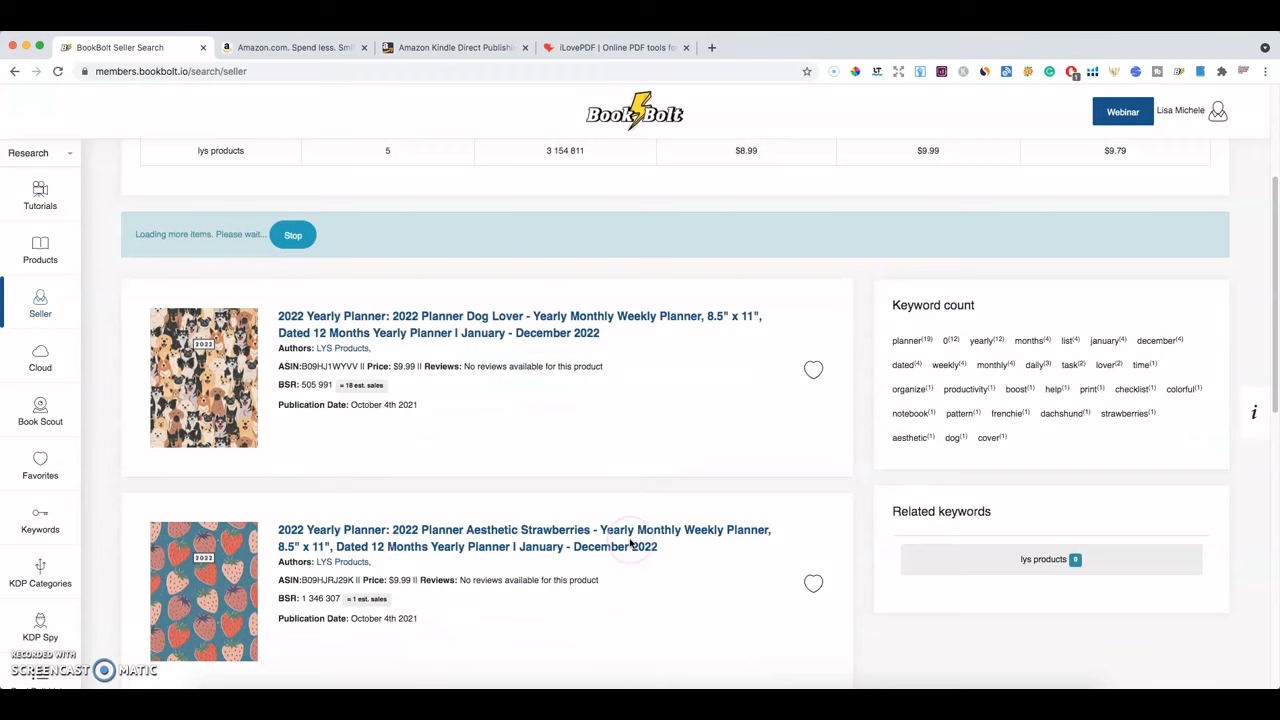 BookBolt Seller Search
Amazon.com. Spend less. Smi
Amazon Kindle Direct Publishin
iLovePDF | Online PDF tools for
members.bookbolt.io/search/seller
Book Bolt
Webinar
Lisa Michele
Research
lys products 5 3 154 811 $8.99 $9.99 $9.79
Tutorials
Products
Seller
Cloud
Book Scout
Favorites
Keywords
KDP Categories
KDP Spy
Loading more items. Please wait... Stop
2022 Yearly Planner: 2022 Planner Dog Lover - Yearly Monthly Weekly Planner, 8.5" x 11",
Dated 12 Months Yearly Planner I January - December 2022
Authors: LYS Products,
ASIN:B09HJ1WYVV II Price: $9.99 II Reviews: No reviews available for this product
BSR: 505 991 = 18 est. sales
Publication Date: October 4th 2021
2022
2022 Yearly Planner: 2022 Planner Aesthetic Strawberries - Yearly Monthly Weekly Planner,
8.5" x 11", Dated 12 Months Yearly Planner I January - December 2022
Authors: LYS Products,
ASIN:B09HJRJ29K II Price: $9.99 II Reviews: No reviews available for this product
BSR: 1 346 307 = 1 est. sales
Publication Date: October 4th 2021
2022
Keyword count
planner(19) 0(12) yearly(12) months(4) list(4) january(4) december(4)
dated(4) weekly(4) monthly(4) daily(3) task(2) lover(2) time(1)
organize(1) productivity(1) boost(1) help(1) print(1) checklist(1) colorful(1)
notebook(1) pattern(1) frenchie(1) dachshund(1) strawberries(1)
aesthetic(1) dog(1) cover(1)
Related keywords
lys products 0
i
RECORDED WITH
SCREENCAST MATIC